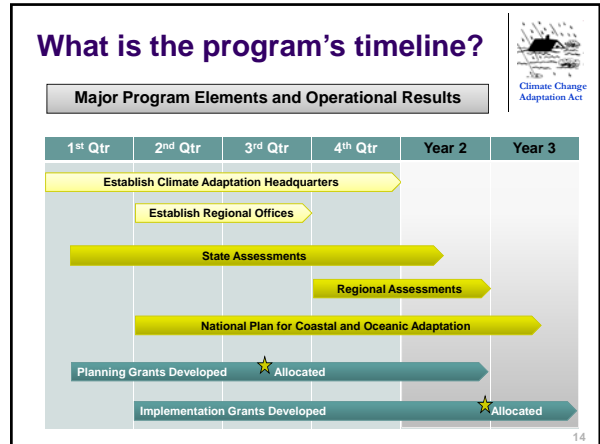 What is the program's timeline?
Climate Change
Adaptation Act
Major Program Elements and Operational Results
1st Qtr 2nd Qtr 3rd Qtr 4th Qtr Year 2 Year 3
Establish Climate Adaptation Headquarters
Establish Regional Offices
State Assessments
Regional Assessments
National Plan for Coastal and Oceanic Adaptation
Planning Grants Developed Allocated
Implementation Grants Developed Allocated
14